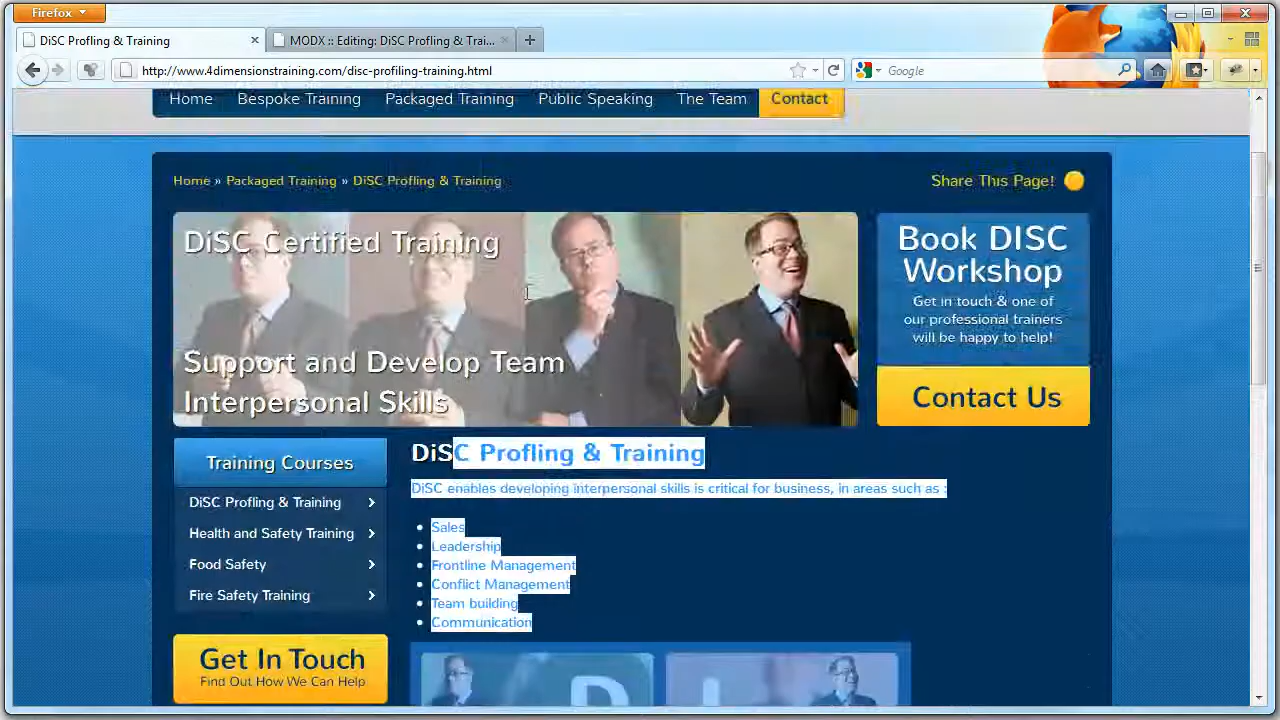 Firefox
DiSC Profling & Training
MODX :: Editing: DiSC Profling & Trai...
http://www.4dimensionstraining.com/disc-profiling-training.html
Google
Home Bespoke Training Packaged Training Public Speaking The Team Contact
Home » Packaged Training » DiSC Profling & Training
Share This Page!
DiSC Certified Training
Support and Develop Team
Interpersonal Skills
Book DISC
Workshop
Get in touch & one of
our professional trainers
will be happy to help!
Contact Us
Training Courses
DiSC Profling & Training
Health and Safety Training
Food Safety
Fire Safety Training
Get In Touch
Find Out How We Can Help
DiSC Profling & Training
DiSC enables developing interpersonal skills is critical for business, in areas such as :
Sales
Leadership
Frontline Management
Conflict Management
Team building
Communication
D I